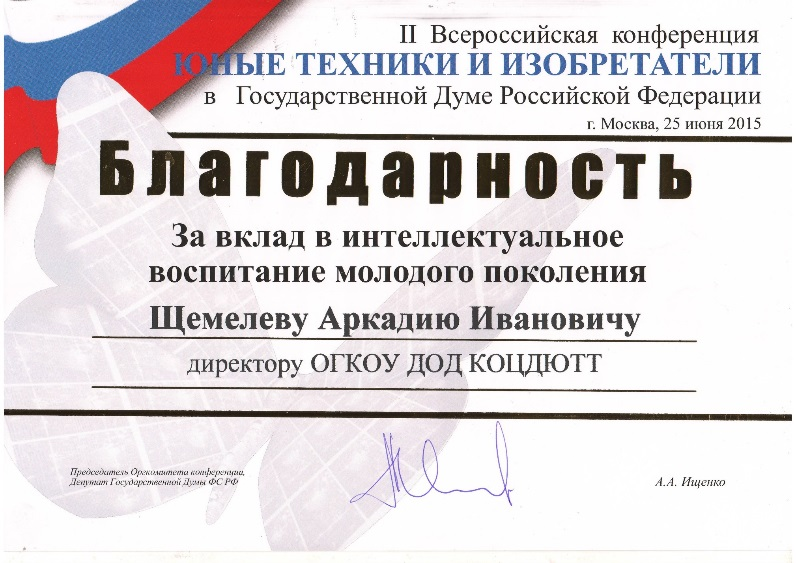 II Всероссийская конференция
ЮНЫЕ ТЕХНИКИ И ИЗОБРЕТАТЕЛИ
в Государственной Думе Российской Федерации
г. Москва, 25 июня 2015
Благодарность
За вклад в интеллектуальное
воспитание молодого поколения
Щемелеву Аркадию Ивановичу
директору ОГКОУ ДОД КОЦДЮТТ
Председатель Оргкомитета конференции,
Депутат Государственной Думы ФС РФ
А.А. Ищенко